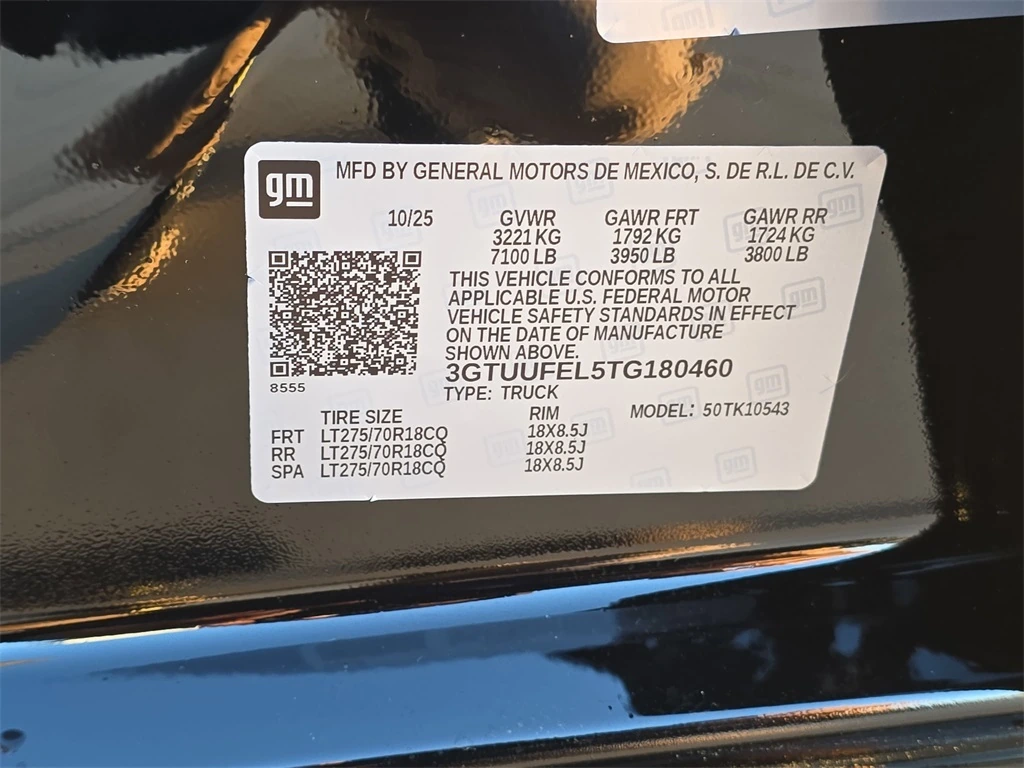 gm MFD BY GENERAL MOTORS DE MEXICO, S. DE R.L. DE C.V.
10/25 GVWR GAWR FRT GAWR RR
3221 KG 1792 KG 1724 KG
7100 LB 3950 LB 3800 LB
THIS VEHICLE CONFORMS TO ALL
APPLICABLE U.S. FEDERAL MOTOR
VEHICLE SAFETY STANDARDS IN EFFECT
ON THE DATE OF MANUFACTURE
SHOWN ABOVE.
3GTUUFEL5TG180460
8555
TYPE: TRUCK
TIRE SIZE RIM MODEL: 50TK10543
FRT LT275/70R18CQ 18X8.5J
RR LT275/70R18CQ 18X8.5J
SPA LT275/70R18CQ 18X8.5J